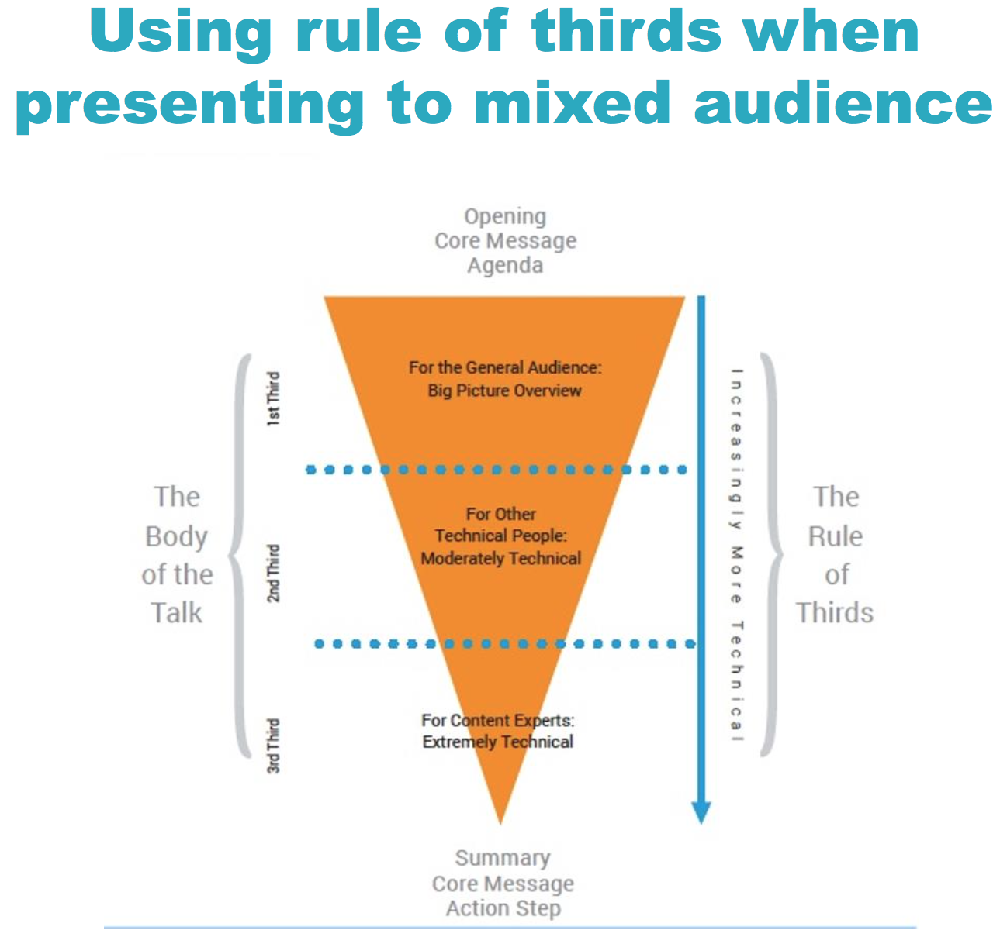 Using rule of thirds when
presenting to mixed audience
Opening
Core Message
Agenda
The
Body
of the
Talk
1st Third
2nd Third
3rd Third
For the General Audience:
Big Picture Overview
For Other
Technical People:
Moderately Technical
For Content Experts:
Extremely Technical
Increasingly More Technical
The
Rule
of
Thirds
Summary
Core Message
Action Step